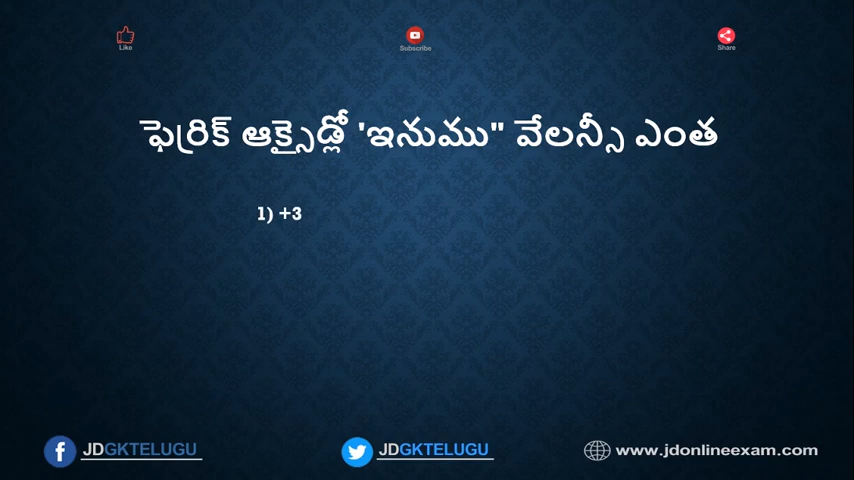 Like
Subscribe
Share
ఫెర్రిక్ ఆక్సైడ్లో 'ఇనుము" వేలన్సీ ఎంత
1) +3
JDGKTELUGU
JDGKTELUGU
www.jdonlineexam.com